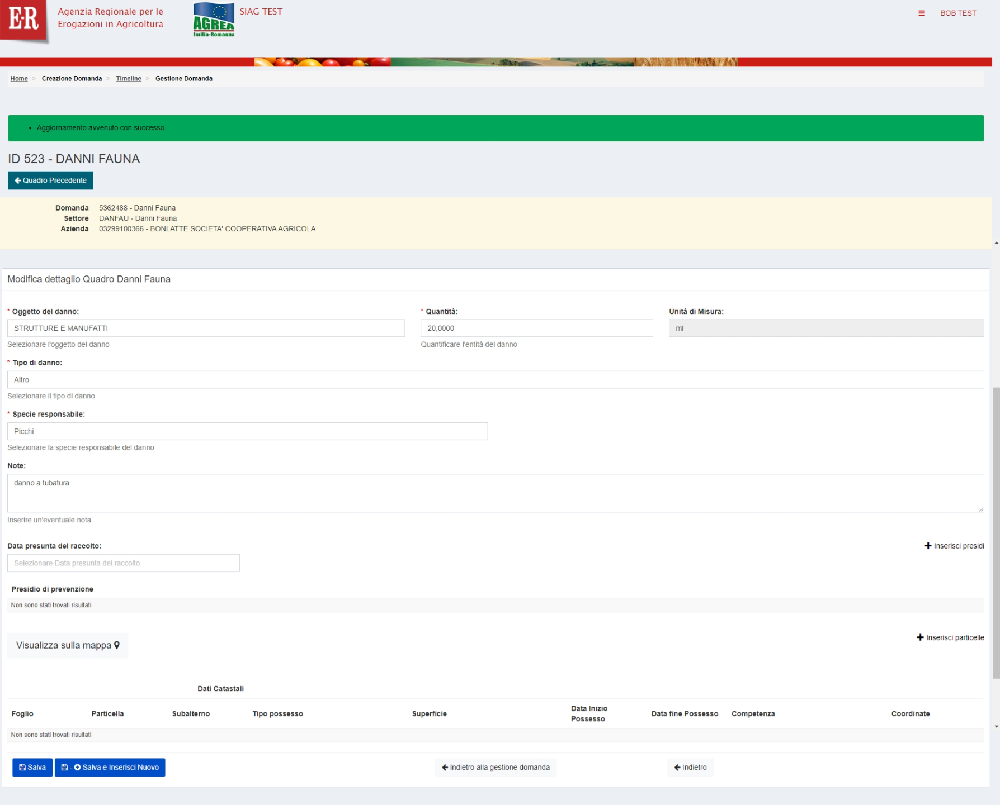 E-R
Agenzia Regionale per le
Erogazioni in Agricoltura
AGREA
Emilia-Romagna
SIAG TEST
BOB TEST
Home > Creazione Domanda > Timeline > Gestione Domanda
• Aggiornamento avvenuto con successo.
ID 523 - DANNI FAUNA
Quadro Precedente
Domanda 5362488 - Danni Fauna
Settore DANFAU - Danni Fauna
Azienda 03299100366 - BONLATTE SOCIETA' COOPERATIVA AGRICOLA
Modifica dettaglio Quadro Danni Fauna
* Oggetto del danno: * Quantità: Unità di Misura:
STRUTTURE E MANUFATTI 20,0000 ml
Selezionare l'oggetto del danno Quantificare l'entità del danno
* Tipo di danno:
Altro
Selezionare il tipo di danno
* Specie responsabile:
Picchi
Selezionare la specie responsabile del danno
Note:
danno a tubatura
Inserire un'eventuale nota
Data presunta del raccolto: Inserisci presidi
Selezionare Data presunta del raccolto
Presidio di prevenzione
Non sono stati trovati risultati
Visualizza sulla mappa Inserisci particelle
Dati Catastali
Foglio Particella Subalterno Tipo possesso Superficie Data Inizio Possesso Data fine Possesso Competenza Coordinate
Non sono stati trovati risultati
Salva - Salva e Inserisci Nuovo Indietro alla gestione domanda Indietro